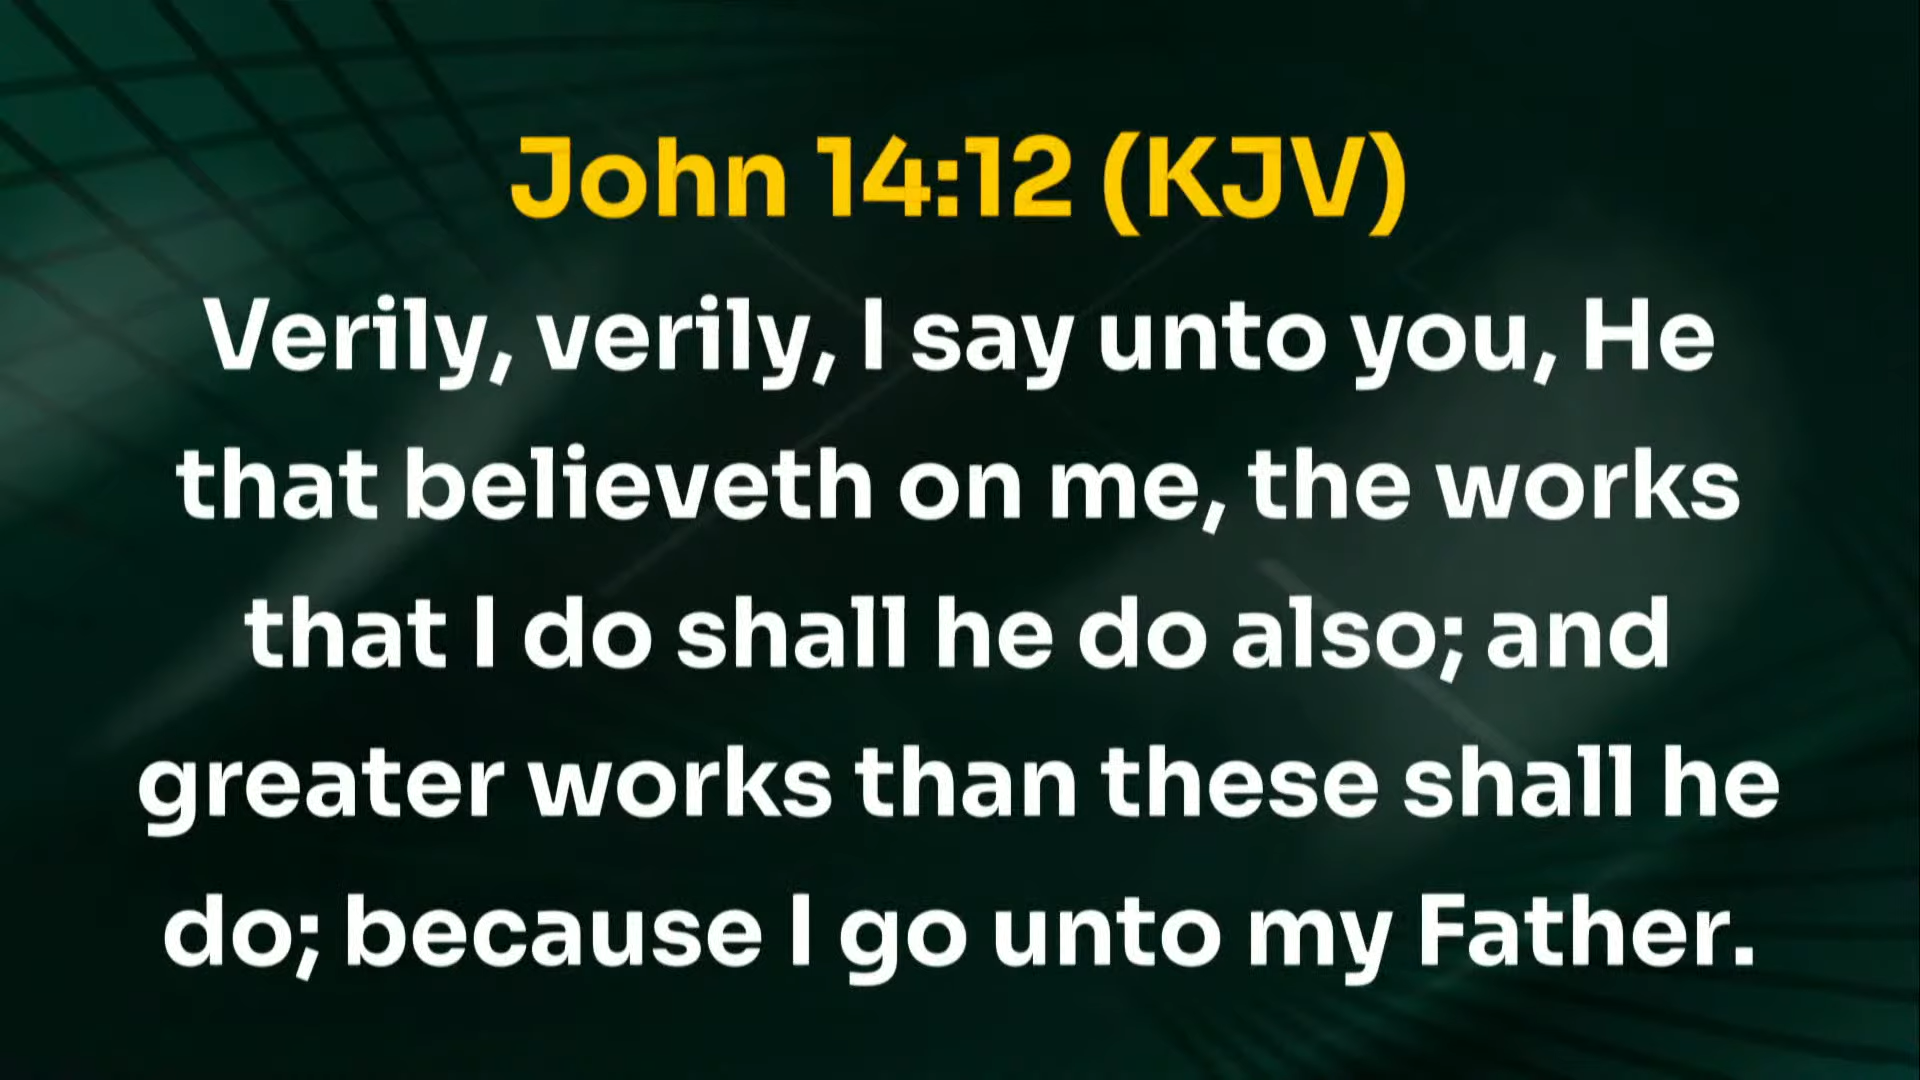 John 14:12 (KJV)
Verily, verily, I say unto you, He
that believeth on me, the works
that I do shall he do also; and
greater works than these shall he
do; because I go unto my Father.